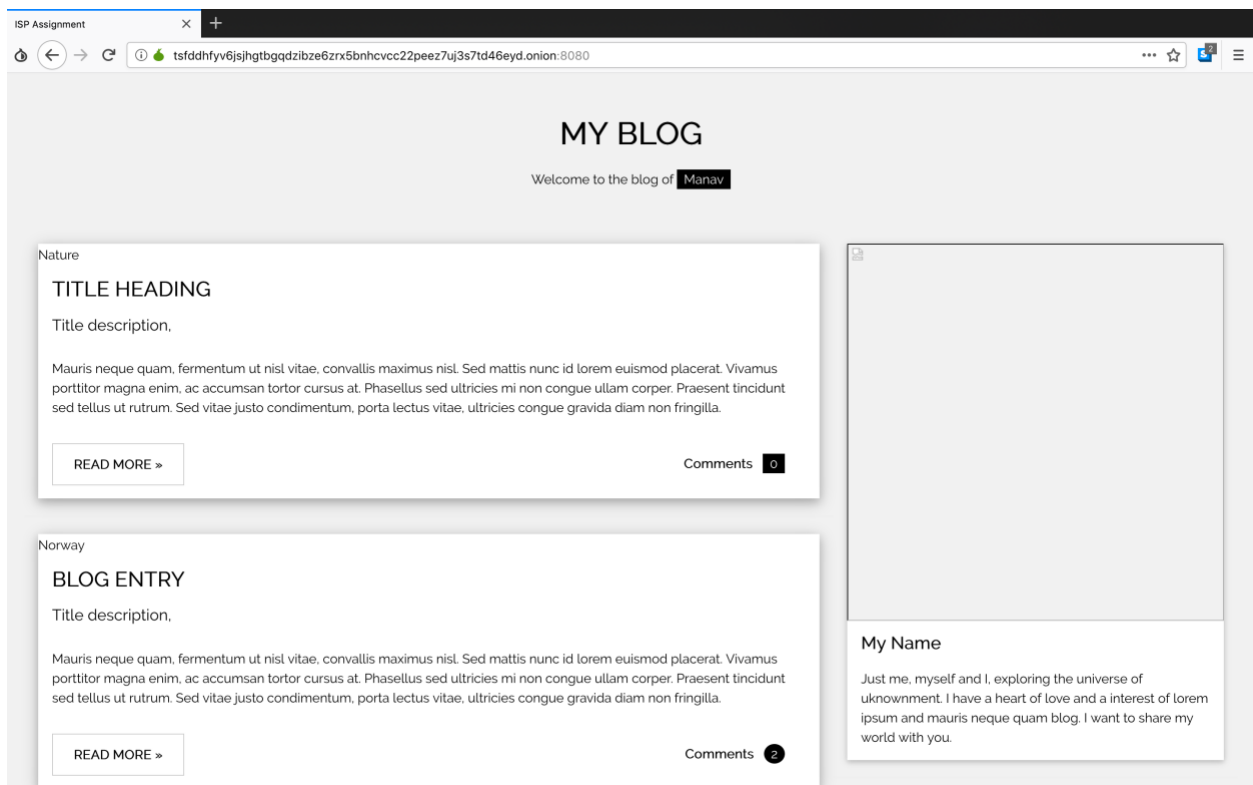 ISP Assignment
tsfddhfyv6jsjhgtbgqdzibze6zrx5bnhcvcc22peez7uj3s7td46eyd.onion:8080
2
MY BLOG
Welcome to the blog of Manav
Nature
TITLE HEADING
Title description,
Mauris neque quam, fermentum ut nisl vitae, convallis maximus nisl. Sed mattis nunc id lorem euismod placerat. Vivamus
porttitor magna enim, ac accumsan tortor cursus at. Phasellus sed ultricies mi non congue ullam corper. Praesent tincidunt
sed tellus ut rutrum. Sed vitae justo condimentum, porta lectus vitae, ultricies congue gravida diam non fringilla.
READ MORE »
Comments 0
Norway
BLOG ENTRY
Title description,
Mauris neque quam, fermentum ut nisl vitae, convallis maximus nisl. Sed mattis nunc id lorem euismod placerat. Vivamus
porttitor magna enim, ac accumsan tortor cursus at. Phasellus sed ultricies mi non congue ullam corper. Praesent tincidunt
sed tellus ut rutrum. Sed vitae justo condimentum, porta lectus vitae, ultricies congue gravida diam non fringilla.
READ MORE »
Comments 2
My Name
Just me, myself and I, exploring the universe of
uknownment. I have a heart of love and a interest of lorem
ipsum and mauris neque quam blog. I want to share my
world with you.